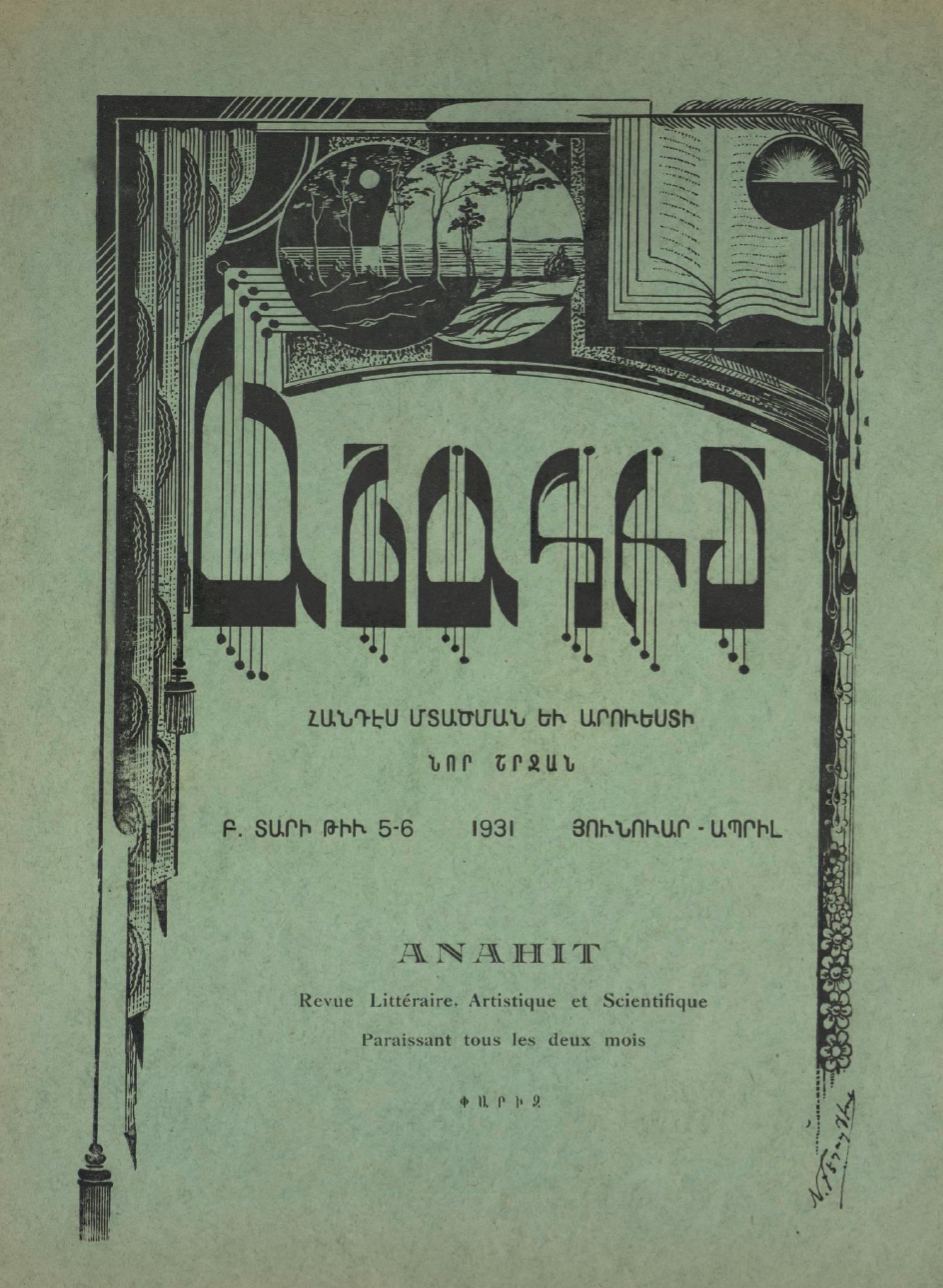 ԱՆԱՀԻՏ
ՀԱՆԴԷՍ ՄՏԱԾՄԱՆ ԵՒ ԱՐՈՒԵՍՏԻ
ՆՈՐ ՇՐՋԱՆ
Բ. ՏԱՐԻ ԹԻՒ 5-6 1931 ՅՈՒՆՈՒԱՐ - ԱՊՐԻԼ
ANAHIT
Revue Littéraire. Artistique et Scientifique
Paraissant tous les deux mois
ՓԱՐԻԶ